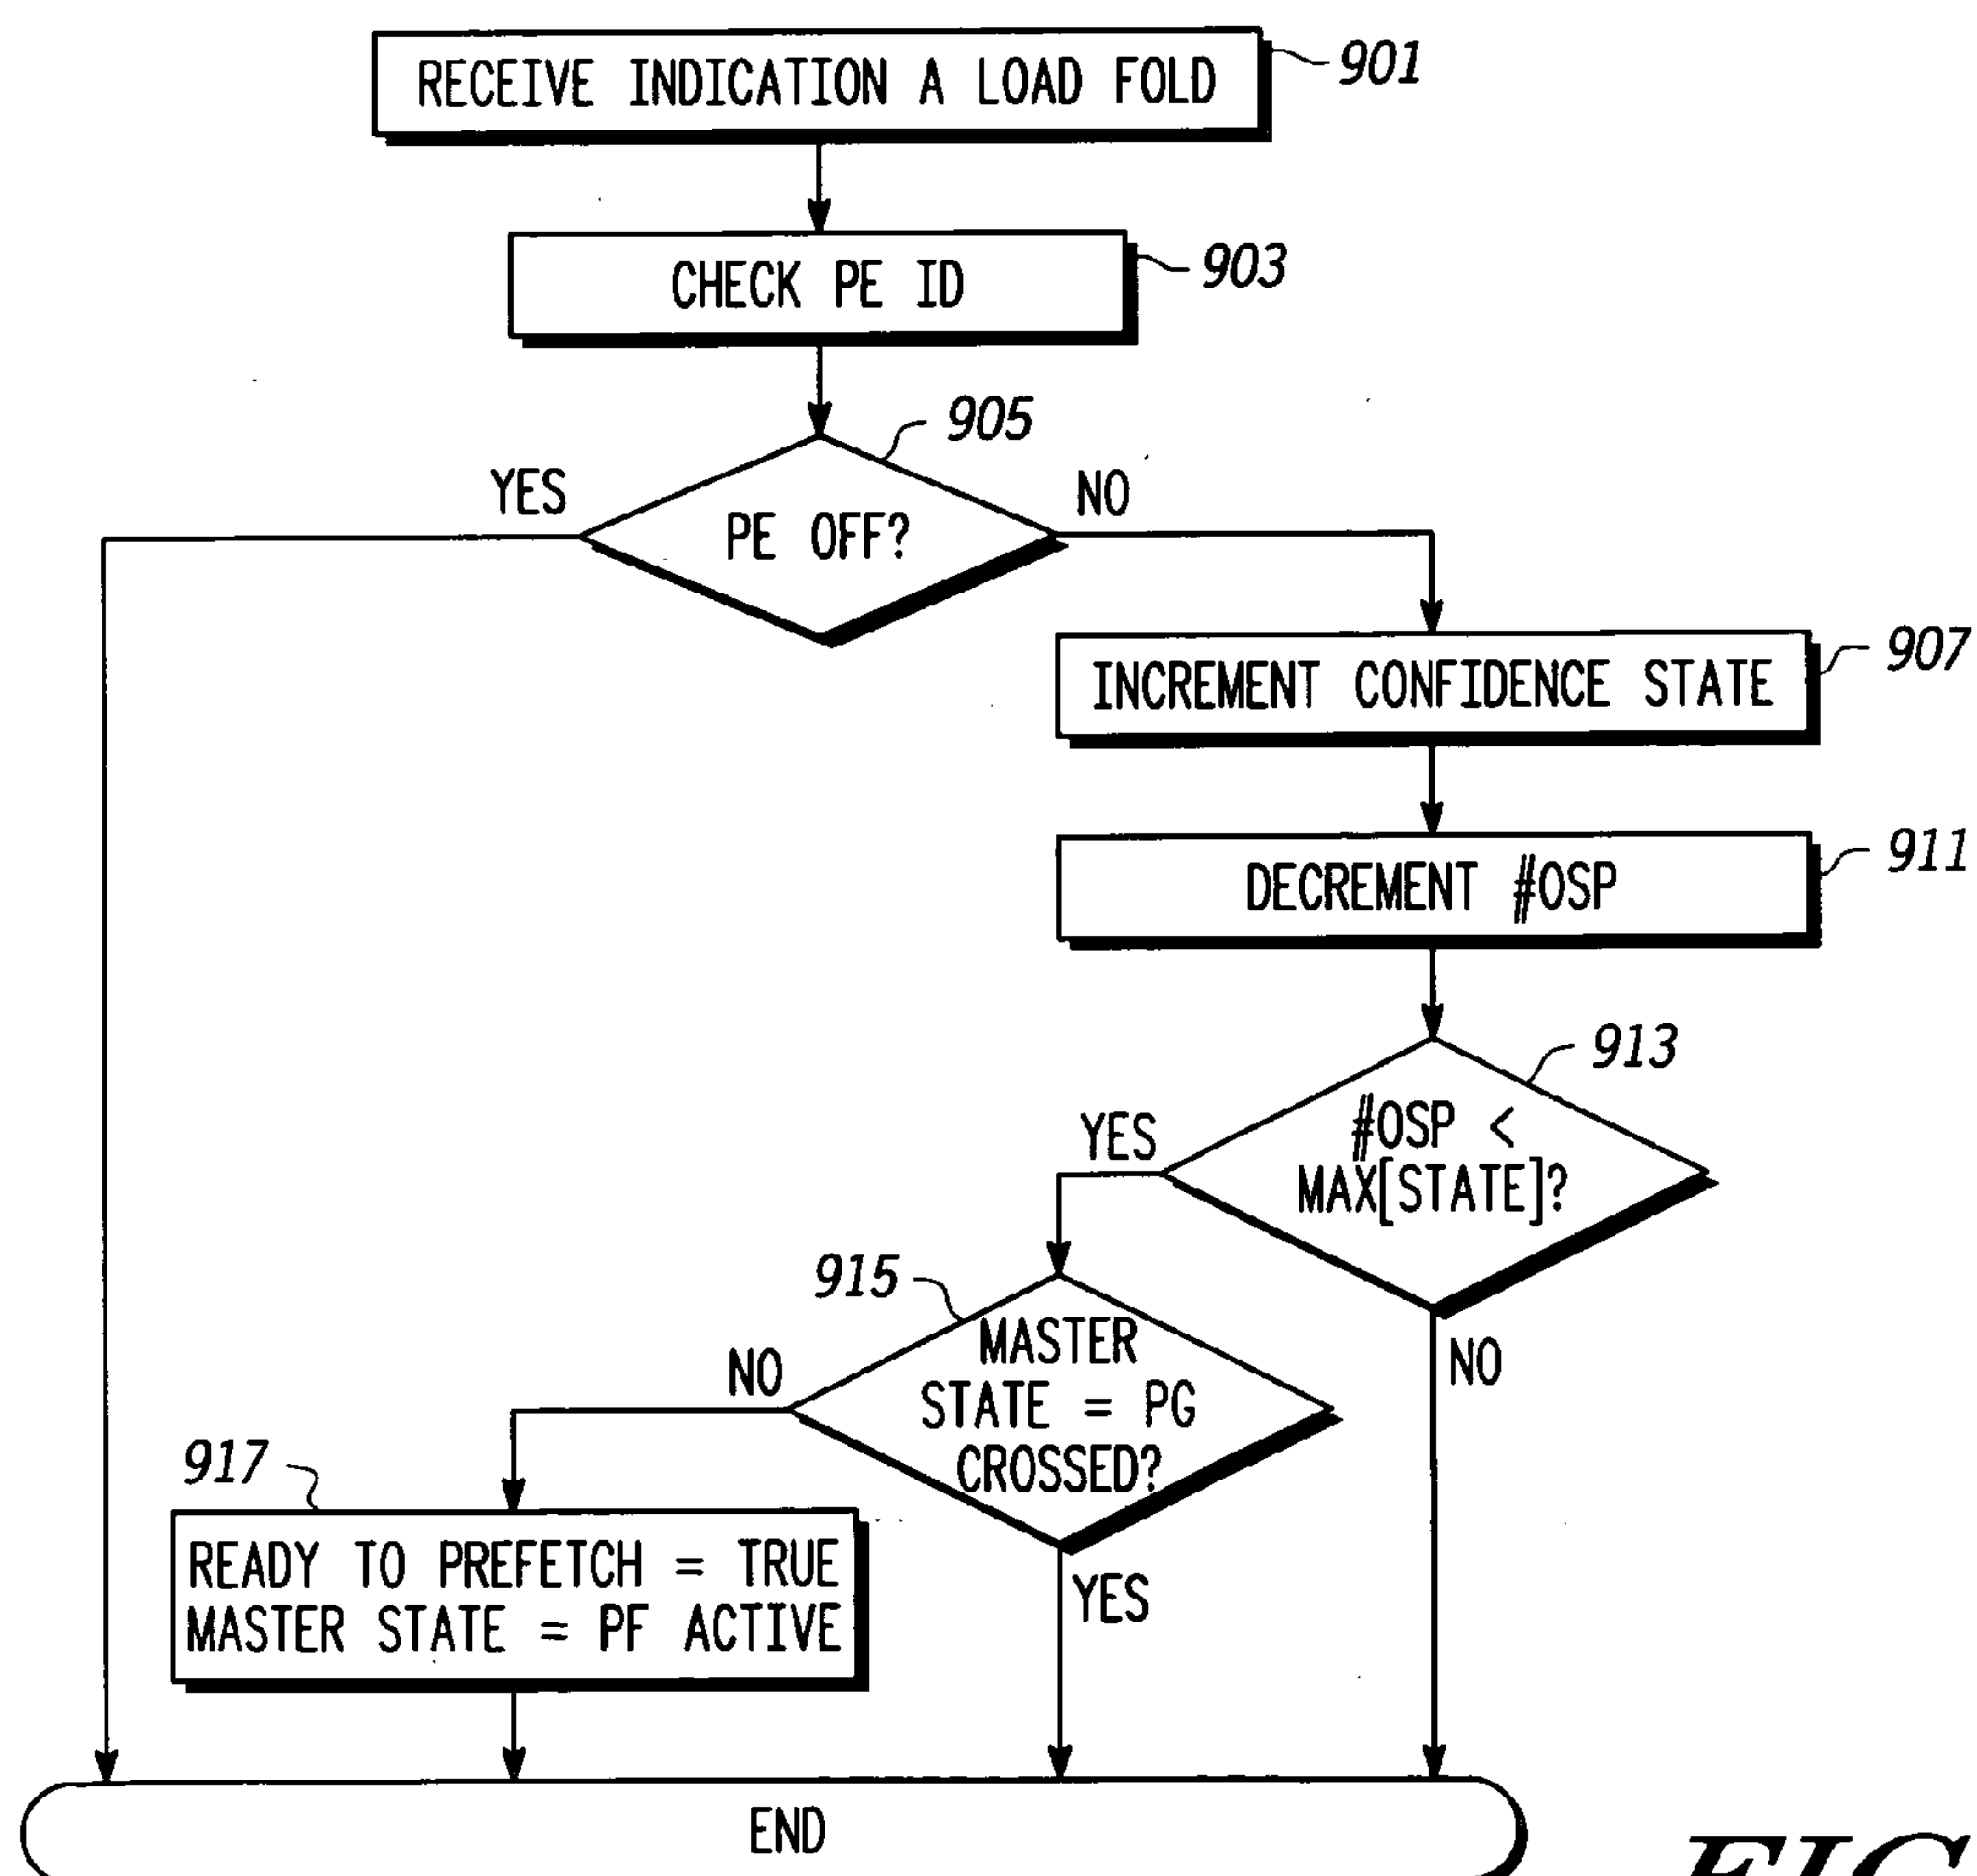 RECEIVE INDICATION A LOAD FOLD
901
CHECK PE ID
903
905
YES
NO
PE OFF?
907
INCREMENT CONFIDENCE STATE
911
DECREMENT #OSP
913
#OSP <
MAX[STATE]?
YES
915
MASTER
STATE = PG
CROSSED?
NO
NO
917
READY TO PREFETCH = TRUE
MASTER STATE = PF ACTIVE
YES
END